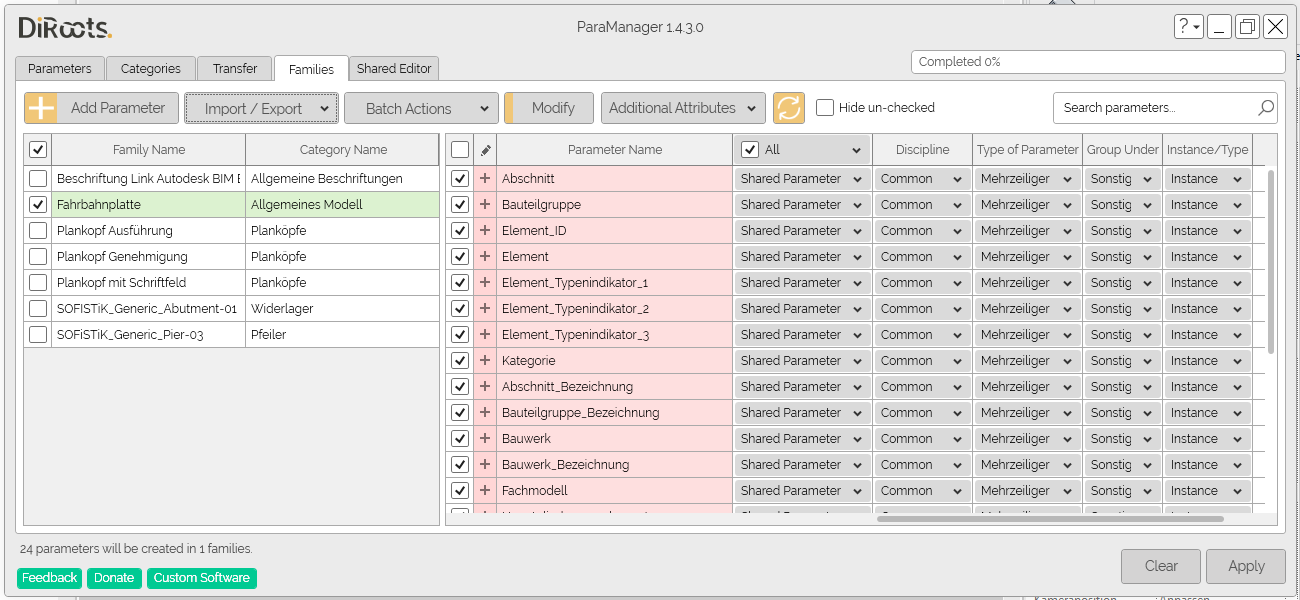 DiRoots.
ParaManager 1.4.3.0
?
Parameters Categories Transfer Families Shared Editor
Completed 0%
Add Parameter Import / Export Batch Actions Modify Additional Attributes Hide un-checked Search parameters...
Family Name Category Name Parameter Name All Discipline Type of Parameter Group Under Instance/Type
Beschriftung Link Autodesk BIM Allgemeine Beschriftungen + Abschnitt Shared Parameter Common Mehrzeiliger Sonstig Instance
Fahrbahnplatte Allgemeines Modell + Bauteilgruppe Shared Parameter Common Mehrzeiliger Sonstig Instance
Plankopf Ausführung Planköpfe + Element_ID Shared Parameter Common Mehrzeiliger Sonstig Instance
Plankopf Genehmigung Planköpfe + Element Shared Parameter Common Mehrzeiliger Sonstig Instance
Plankopf mit Schriftfeld Planköpfe + Element_Typenindikator_1 Shared Parameter Common Mehrzeiliger Sonstig Instance
SOFISTiK_Generic_Abutment-01 Widerlager + Element_Typenindikator_2 Shared Parameter Common Mehrzeiliger Sonstig Instance
SOFiSTiK_Generic_Pier-03 Pfeiler + Element_Typenindikator_3 Shared Parameter Common Mehrzeiliger Sonstig Instance
+ Kategorie Shared Parameter Common Mehrzeiliger Sonstig Instance
+ Abschnitt_Bezeichnung Shared Parameter Common Mehrzeiliger Sonstig Instance
+ Bauteilgruppe_Bezeichnung Shared Parameter Common Mehrzeiliger Sonstig Instance
+ Bauwerk Shared Parameter Common Mehrzeiliger Sonstig Instance
+ Bauwerk_Bezeichnung Shared Parameter Common Mehrzeiliger Sonstig Instance
+ Fachmodell Shared Parameter Common Mehrzeiliger Sonstig Instance
24 parameters will be created in 1 families.
Clear Apply
Feedback Donate Custom Software